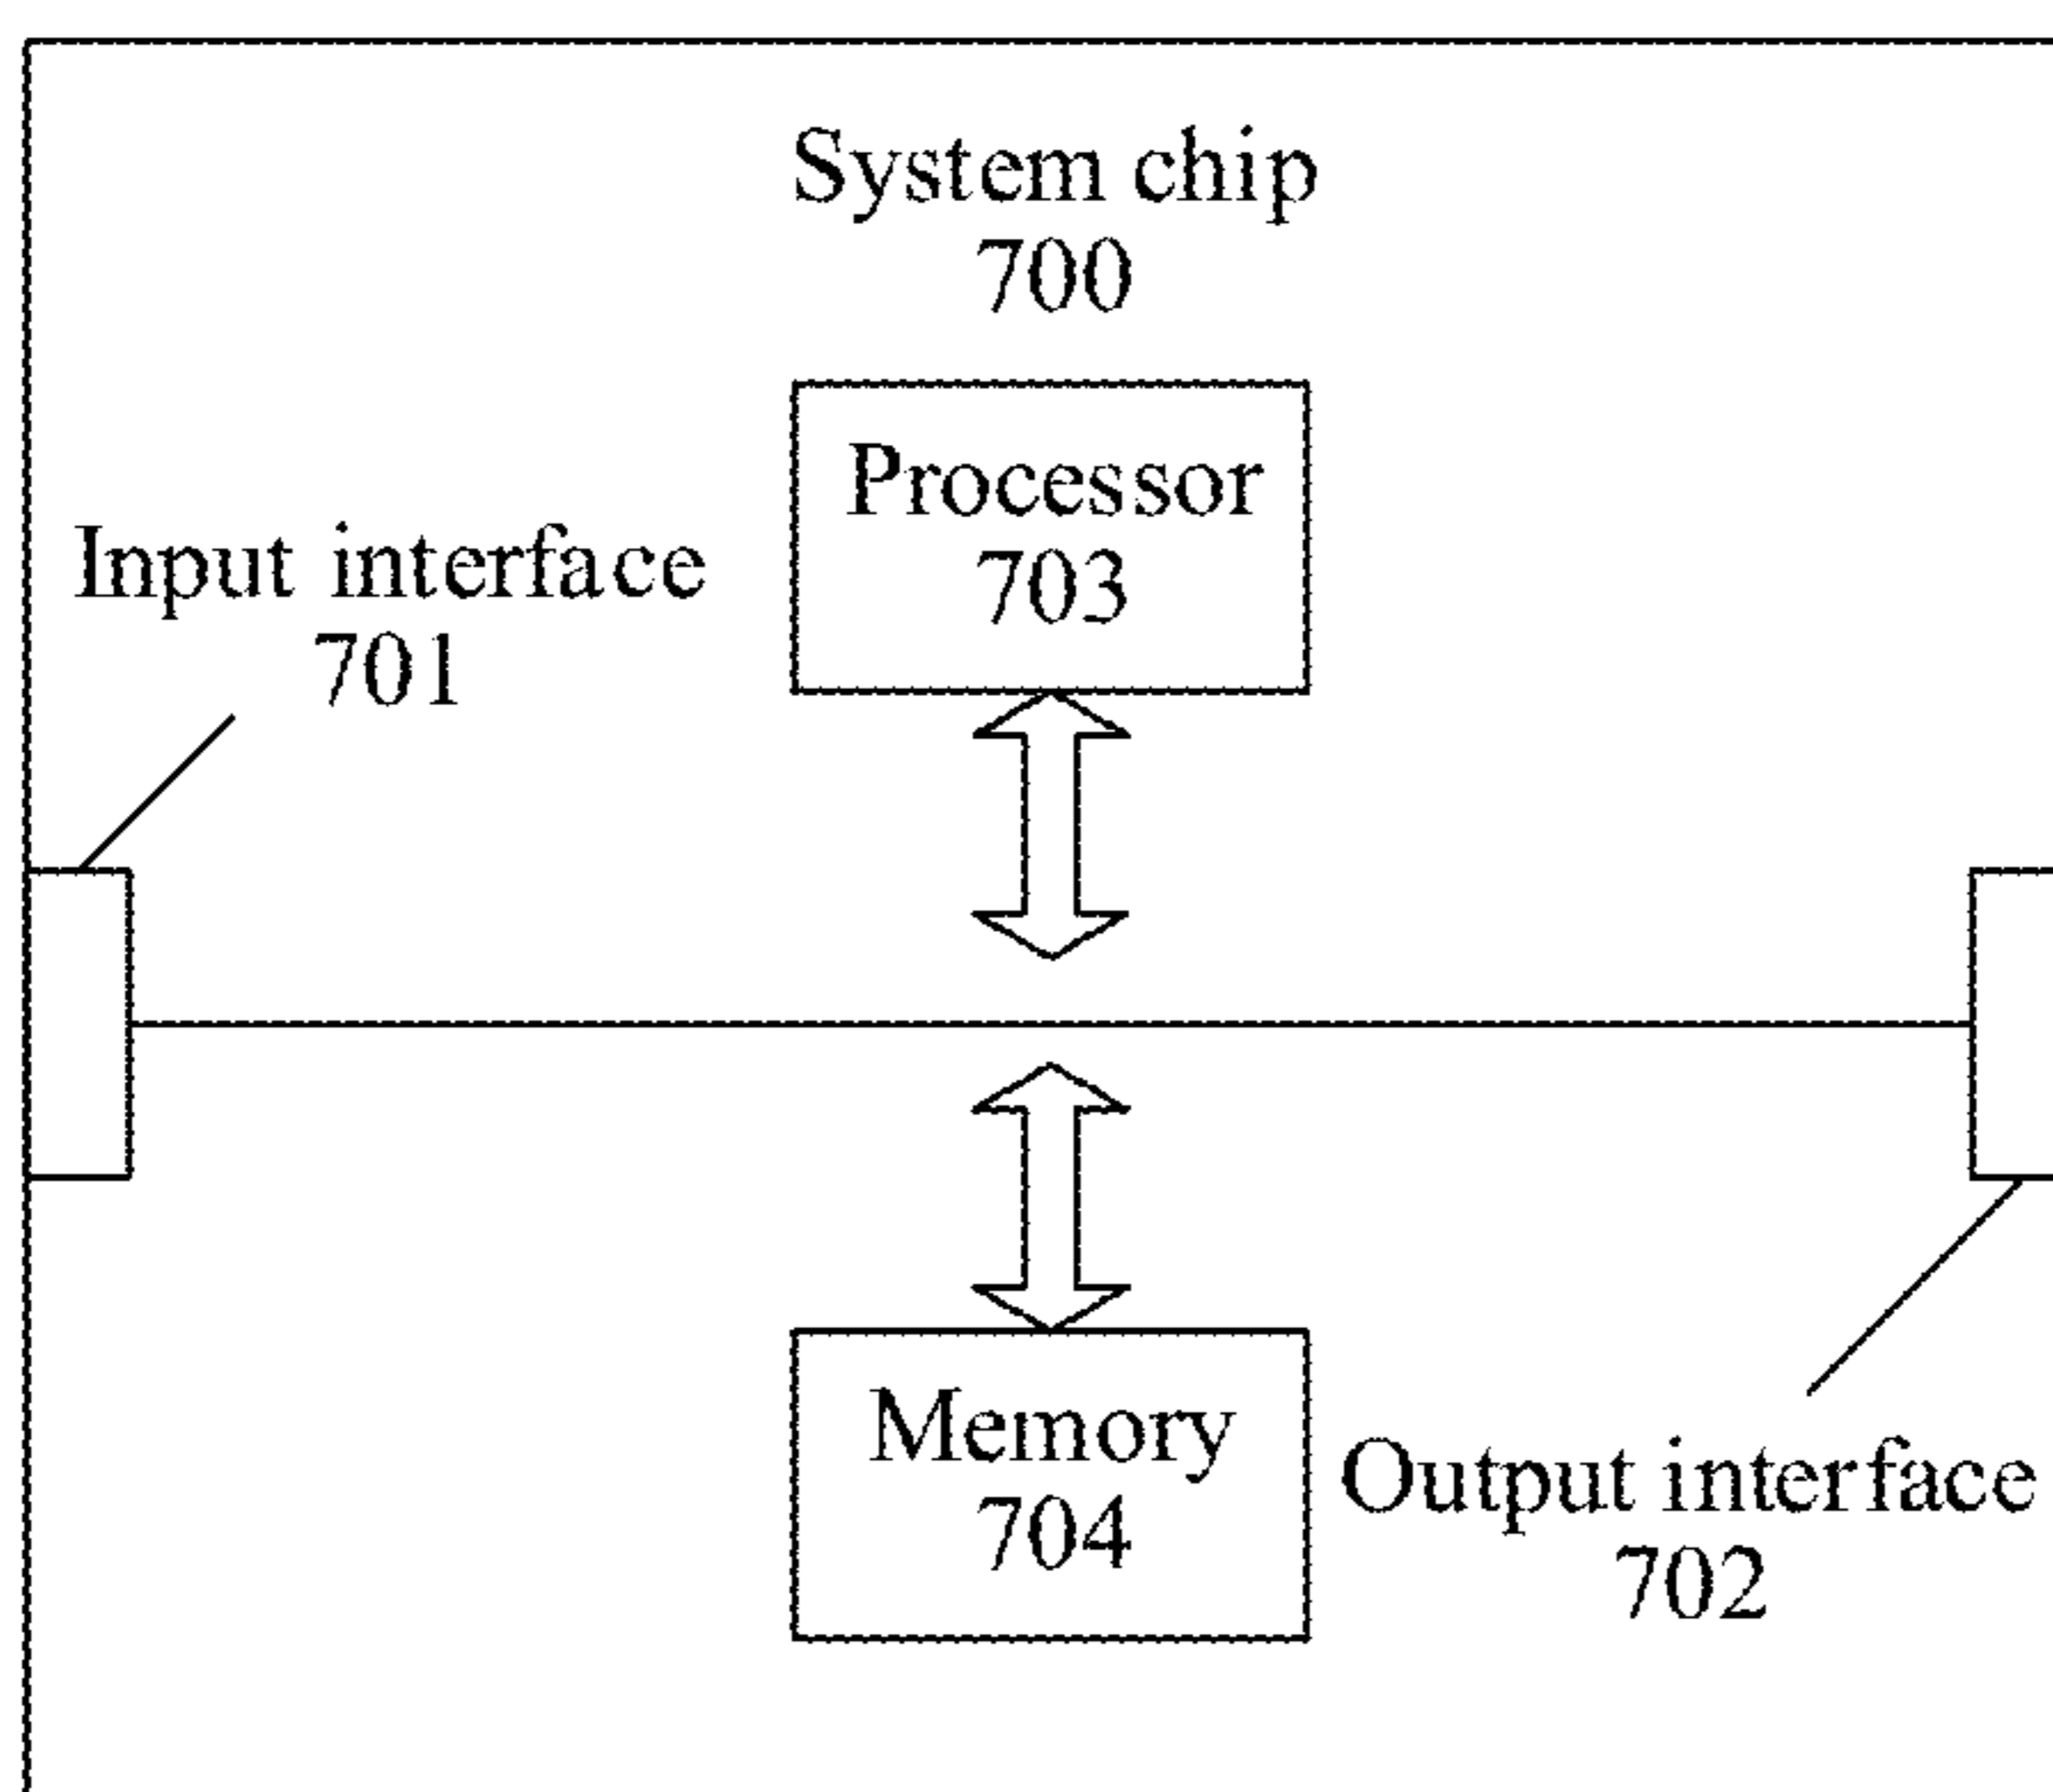 System chip
700
Processor
703
Input interface
701
Memory
704
Output interface
702